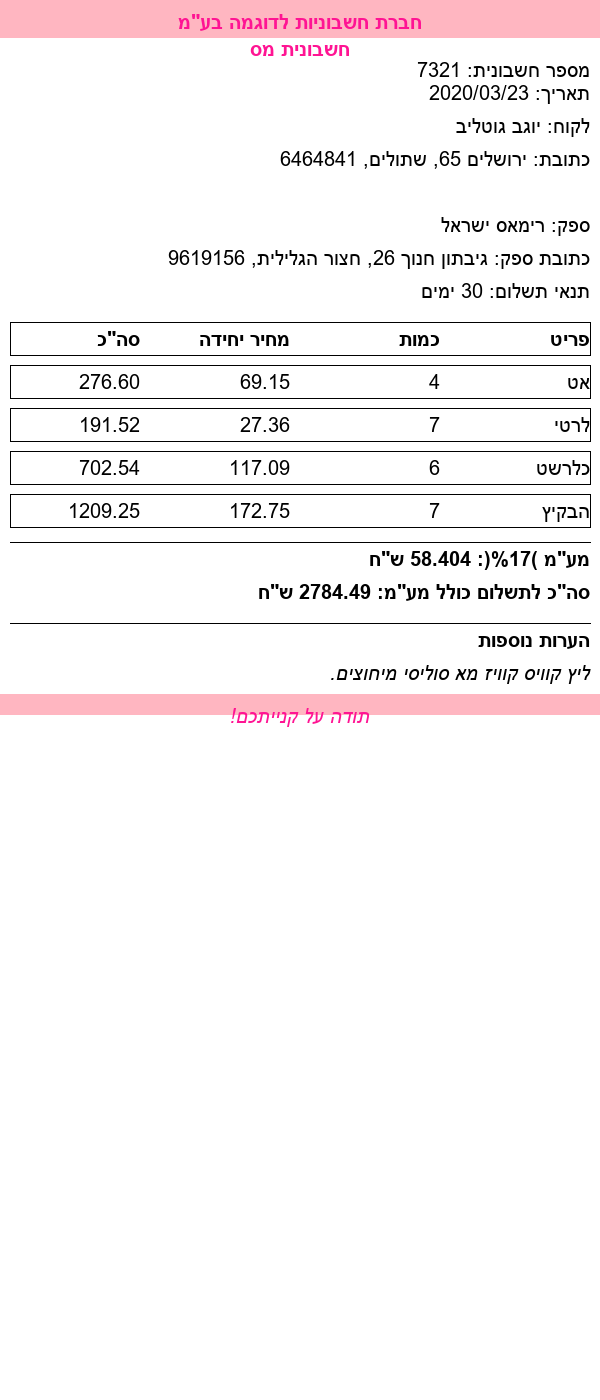 חברת חשבוניות לדוגמה בע"מ
חשבונית מס
מספר חשבונית: 7321
תאריך: 2020/03/23
לקוח: יוגב גוטליב
כתובת: ירושלים 65, שתולים, 6464841
ספק: רימאס ישראל
כתובת ספק: גיבתון חנוך 26, חצור הגלילית, 9619156
תנאי תשלום: 30 ימים
פריט כמות מחיר יחידה סה"כ
אט 4 69.15 276.60
לרטי 7 27.36 191.52
כלרשט 6 117.09 702.54
הבקיץ 7 172.75 1209.25
מע"מ )17%(: 58.404 ש"ח
סה"כ לתשלום כולל מע"מ: 2784.49 ש"ח
הערות נוספות
ליץ קוויס קוויז מא סוליסי מיחוצים.
תודה על קנייתכם!